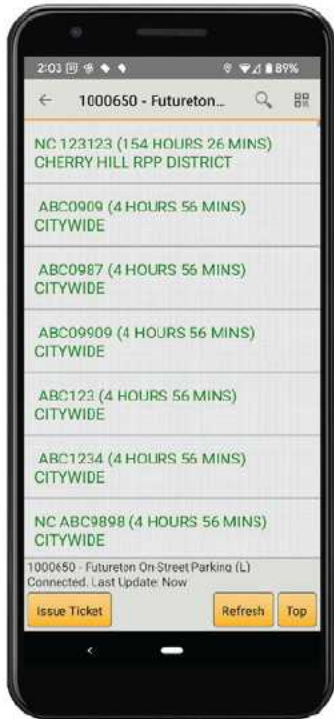 2:03 89%
1000650 - Futureton...
NC 123123 (154 HOURS 26 MINS)
CHERRY HILL RPP DISTRICT
ABC0909 (4 HOURS 56 MINS)
CITYWIDE
ABC0987 (4 HOURS 56 MINS)
CITYWIDE
ABC09909 (4 HOURS 56 MINS)
CITYWIDE
ABC123 (4 HOURS 56 MINS)
CITYWIDE
ABC1234 (4 HOURS 56 MINS)
CITYWIDE
NC ABC9898 (4 HOURS 56 MINS)
CITYWIDE
1000650 - Futureton On-Street Parking (L)
Connected. Last Update: Now
Issue Ticket Refresh Top